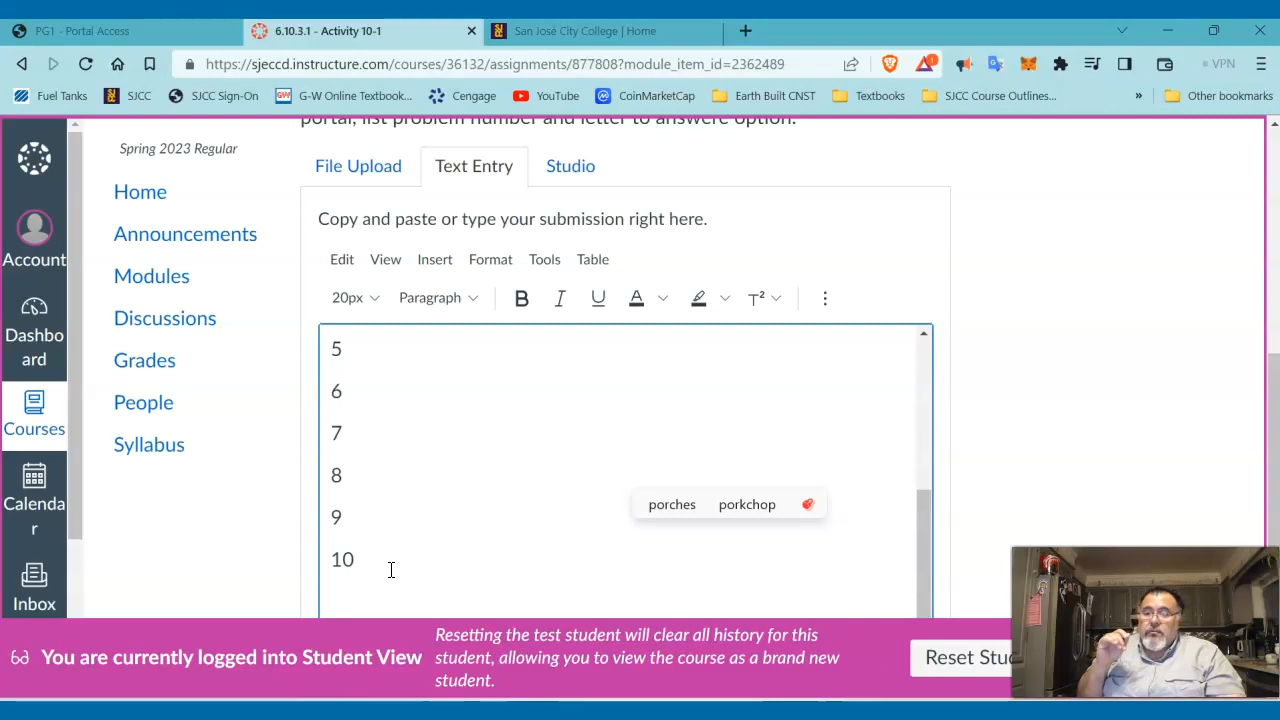 PG1 - Portal Access
6.10.3.1 - Activity 10-1
San José City College | Home
https://sjeccd.instructure.com/courses/36132/assignments/877808?module_item_id=2362489
VPN
Fuel Tanks
SJCC
SJCC Sign-On
G-W Online Textbook...
Cengage
YouTube
CoinMarketCap
Earth Built CNST
Textbooks
SJCC Course Outlines...
»
Other bookmarks
portal, list problem number and letter to answere option.
Spring 2023 Regular
Home
Announcements
Modules
Discussions
Grades
People
Syllabus
Account
Dashbo
ard
Courses
Calenda
r
Inbox
File Upload
Text Entry
Studio
Copy and paste or type your submission right here.
Edit View Insert Format Tools Table
20px Paragraph B I U A T²
5
6
7
8
9
10
porches porkchop
You are currently logged into Student View
Resetting the test student will clear all history for this
student, allowing you to view the course as a brand new
student.
Reset Stu